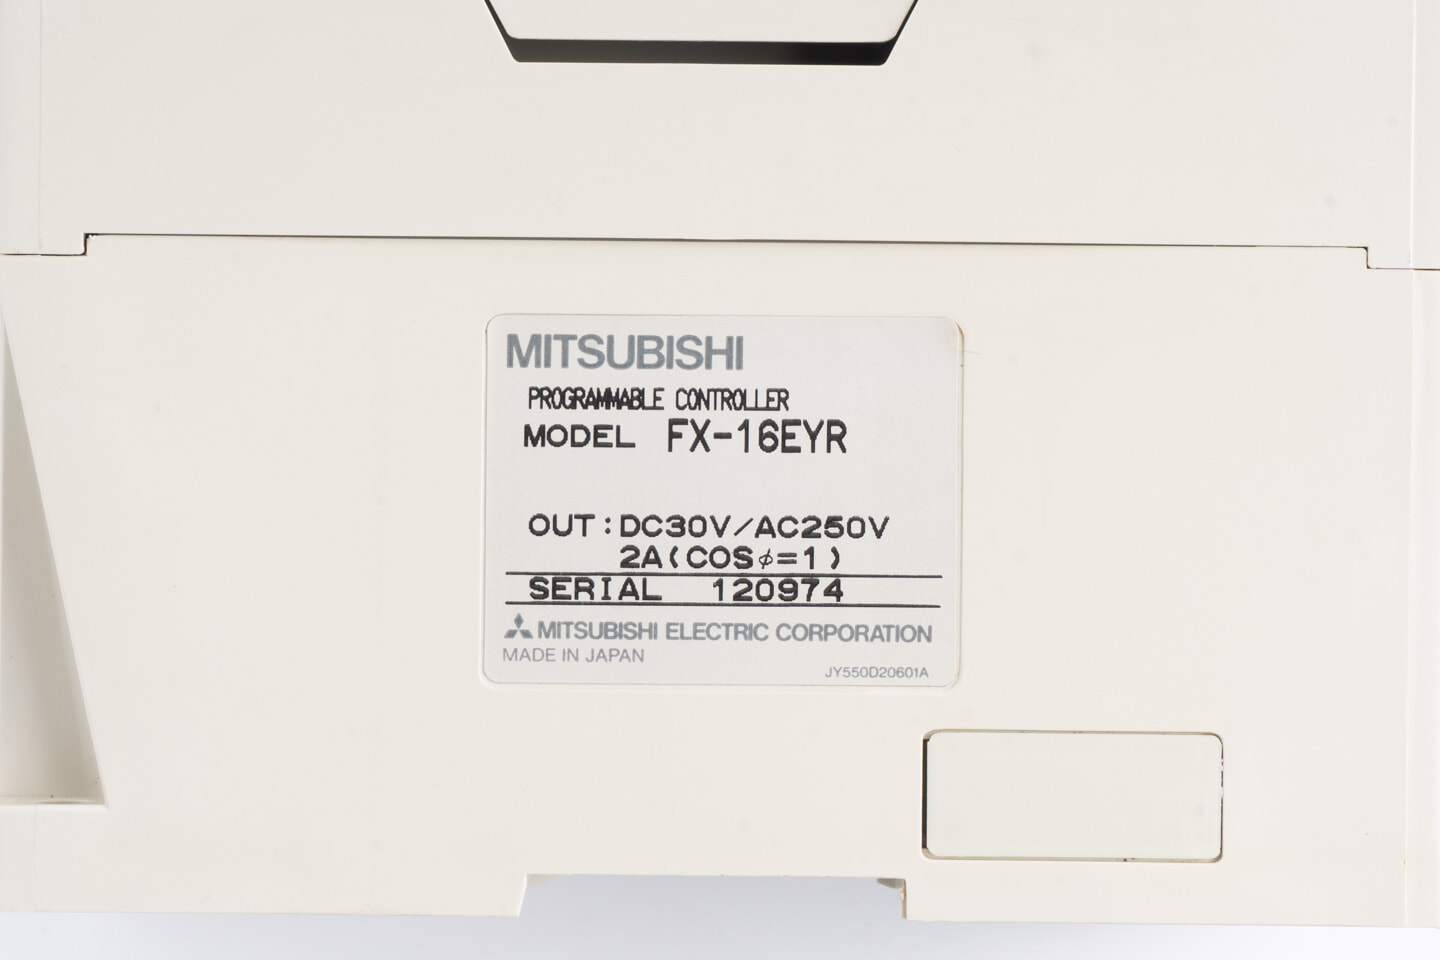 MITSUBISHI
PROGRAMMABLE CONTROLLER
MODEL FX-16EYR
OUT:DC30V/AC250V
2A(COSφ=1)
SERIAL 120974
MITSUBISHI ELECTRIC CORPORATION
MADE IN JAPAN
JY550D20601A